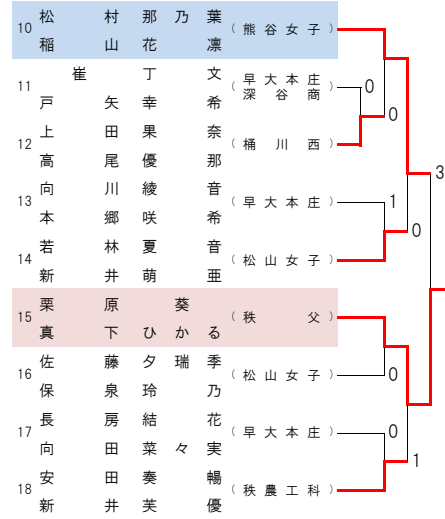 10 松村那乃葉 (熊谷女子)
稲山花凛
11 崔丁文 (早大本庄
戸矢幸希 深谷商)
0
12 上田果奈 (桶川西)
高尾優那
0
3
13 向川綾音 (早大本庄)
本郷咲希
1
0
14 若林夏音 (松山女子)
新井萌亜
15 栗原葵 (秩父)
真下ひかる
16 佐藤夕瑞季 (松山女子)
保泉玲乃
0
17 長房結花 (早大本庄)
向田菜々実
0
1
18 安田奏暢 (秩農工科)
新井芙優